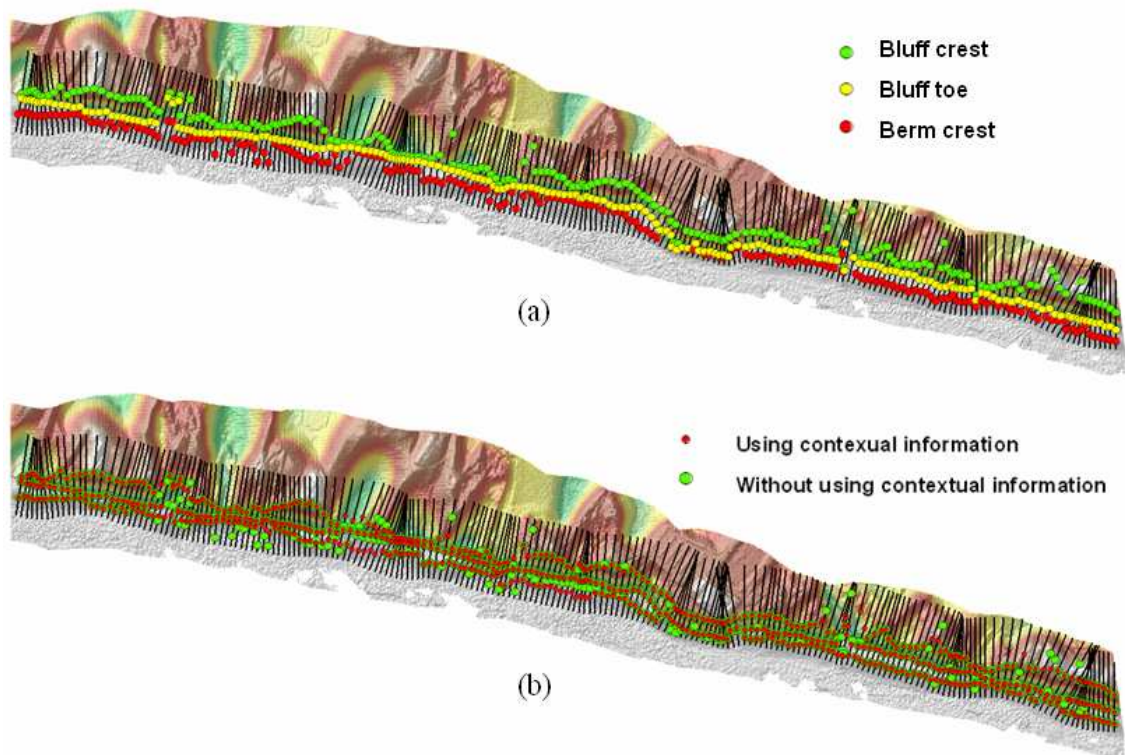 Bluff crest
Bluff toe
Berm crest
(a)
Using contexual information
Without using contextual information
(b)